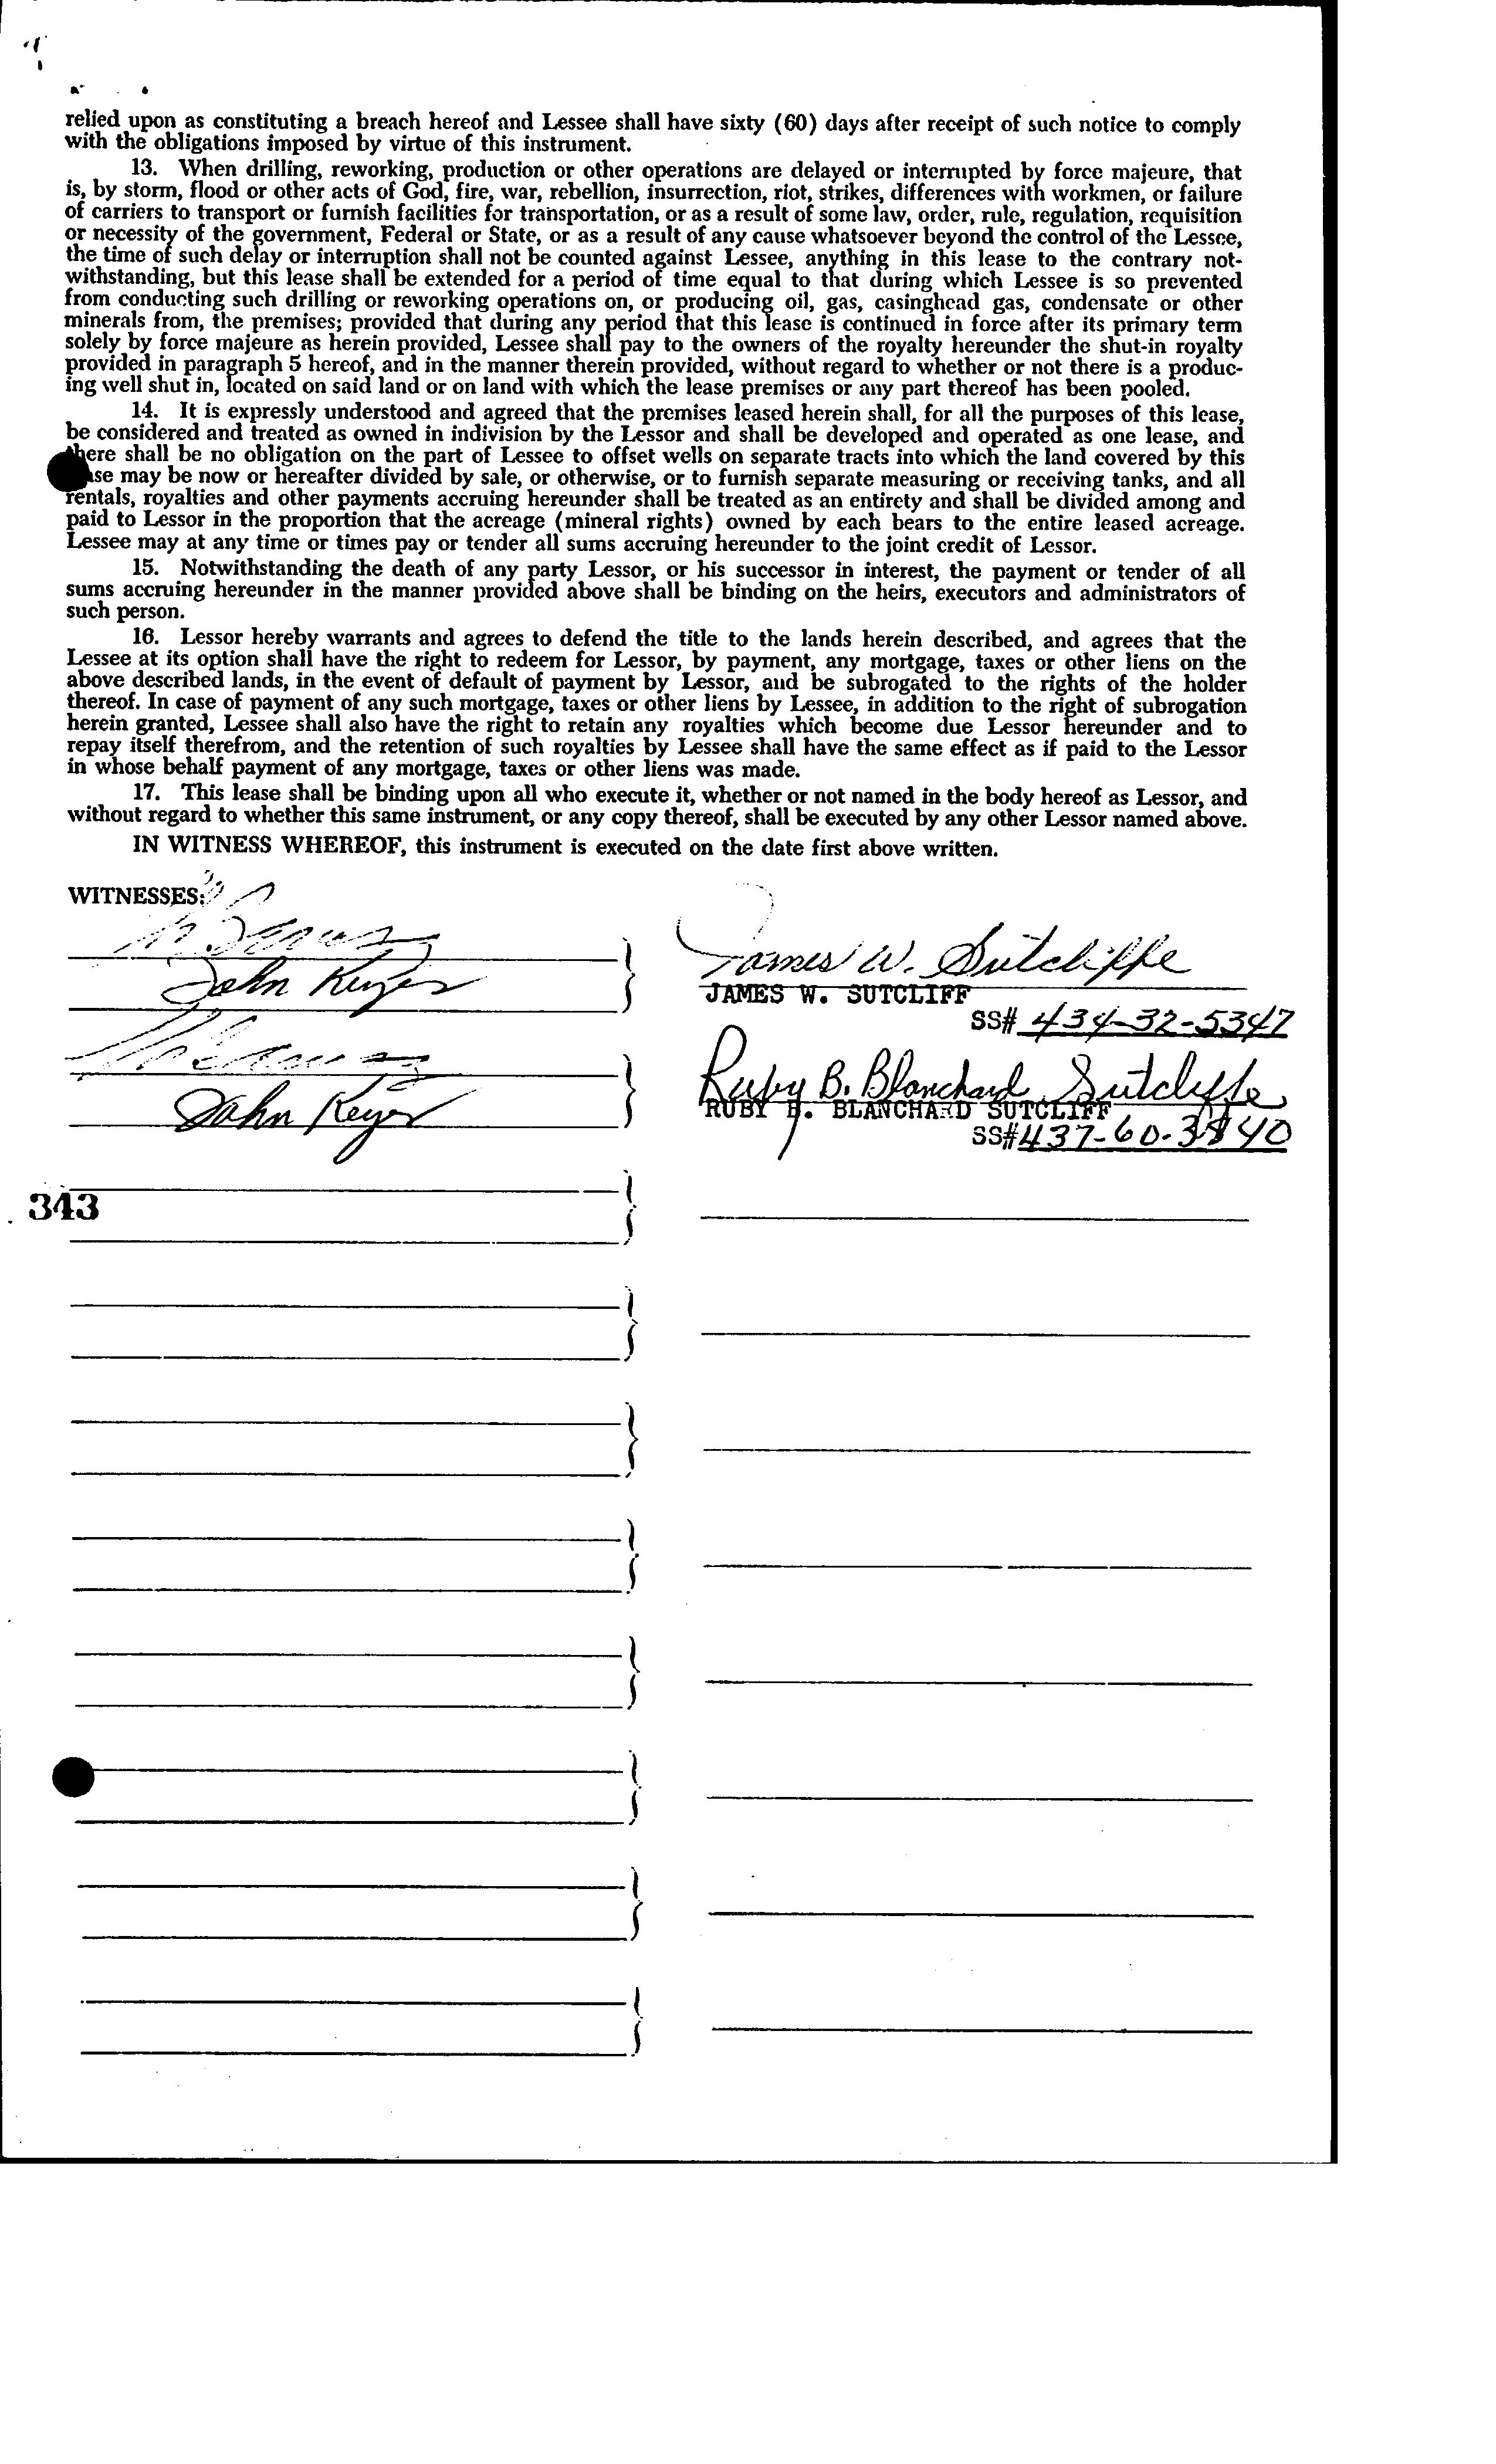 relied upon as constituting a breach hereof and Lessee shall have sixty (60) days after receipt of such notice to comply
with the obligations imposed by virtue of this instrument.
13. When drilling, reworking, production or other operations are delayed or interrupted by force majeure, that
is, by storm, flood or other acts of God, fire, war, rebellion, insurrection, riot, strikes, differences with workmen, or failure
of carriers to transport or furnish facilities for transportation, or as a result of some law, order, rule, regulation, requisition
or necessity of the government, Federal or State, or as a result of any cause whatsoever beyond the control of the Lessee,
the time of such delay or interruption shall not be counted against Lessee, anything in this lease to the contrary not-
withstanding, but this lease shall be extended for a period of time equal to that during which Lessee is so prevented
from conducting such drilling or reworking operations on, or producing oil, gas, casinghead gas, condensate or other
minerals from, the premises; provided that during any period that this lease is continued in force after its primary term
solely by force majeure as herein provided, Lessee shall pay to the owners of the royalty hereunder the shut-in royalty
provided in paragraph 5 hereof, and in the manner therein provided, without regard to whether or not there is a produc-
ing well shut in, located on said land or on land with which the lease premises or any part thereof has been pooled.
14. It is expressly understood and agreed that the premises leased herein shall, for all the purposes of this lease,
be considered and treated as owned in indivision by the Lessor and shall be developed and operated as one lease, and
there shall be no obligation on the part of Lessee to offset wells on separate tracts into which the land covered by this
se may be now or hereafter divided by sale, or otherwise, or to furnish separate measuring or receiving tanks, and all
rentals, royalties and other payments accruing hereunder shall be treated as an entirety and shall be divided among and
paid to Lessor in the proportion that the acreage (mineral rights) owned by each bears to the entire leased acreage.
Lessee may at any time or times pay or tender all sums accruing hereunder to the joint credit of Lessor.
15. Notwithstanding the death of any party Lessor, or his successor in interest, the payment or tender of all
sums accruing hereunder in the manner provided above shall be binding on the heirs, executors and administrators of
such person.
16. Lessor hereby warrants and agrees to defend the title to the lands herein described, and agrees that the
Lessee at its option shall have the right to redeem for Lessor, by payment, any mortgage, taxes or other liens on the
above described lands, in the event of default of payment by Lessor, and be subrogated to the rights of the holder
thereof. In case of payment of any such mortgage, taxes or other liens by Lessee, in addition to the right of subrogation
herein granted, Lessee shall also have the right to retain any royalties which become due Lessor hereunder and to
repay itself therefrom, and the retention of such royalties by Lessee shall have the same effect as if paid to the Lessor
in whose behalf payment of any mortgage, taxes or other liens was made.
17. This lease shall be binding upon all who execute it, whether or not named in the body hereof as Lessor, and
without regard to whether this same instrument, or any copy thereof, shall be executed by any other Lessor named above.
IN WITNESS WHEREOF, this instrument is executed on the date first above written.
WITNESSES:
James W. Sutcliffe
John Keyes
JAMES W. SUTCLIFF
SS# 434-32-5347
Ruby B. Blanchard Sutcliffe
John Keyes
RUBY B. BLANCHARD SUTCLIFF
SS#
343